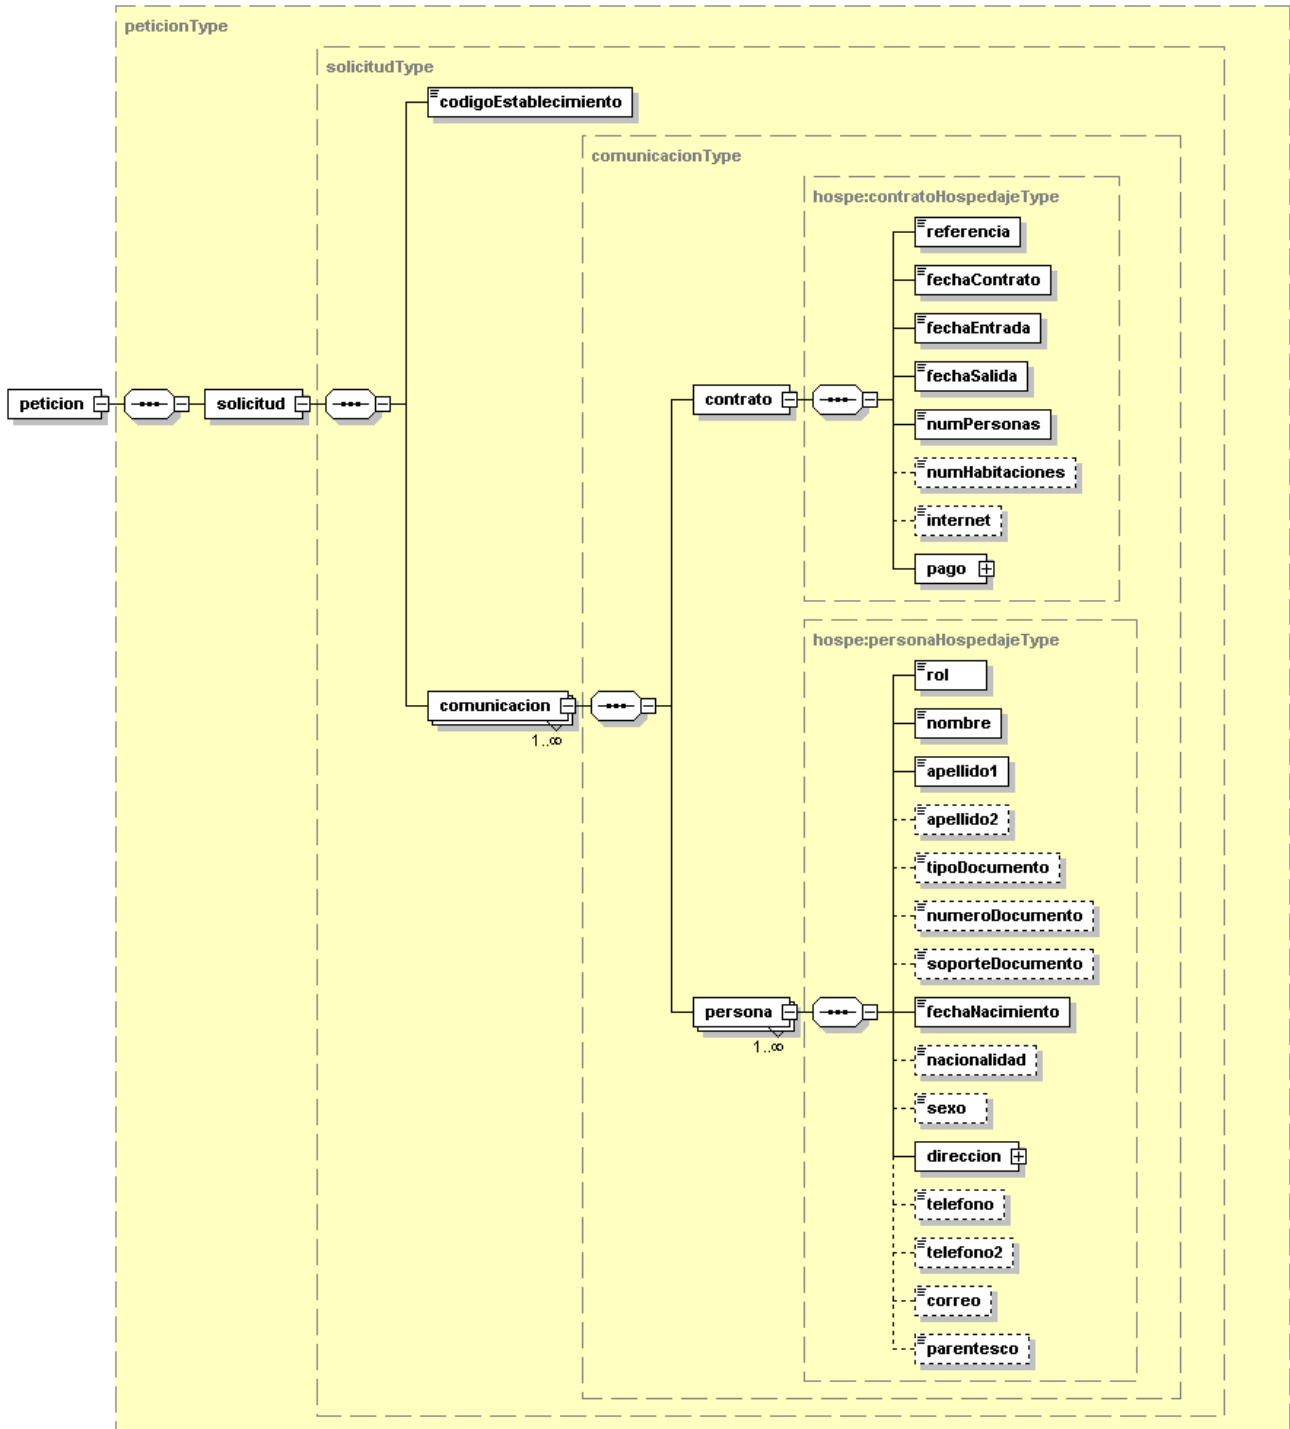 peticionType
solicitudType
codigoEstablecimiento
comunicacionType
hospe:contratoHospedajeType
referencia
fechaContrato
fechaEntrada
fechaSalida
peticion
solicitud
contrato
numPersonas
numHabitaciones
internet
pago
hospe:personaHospedajeType
rol
comunicacion
1..∞
nombre
apellido1
apellido2
tipoDocumento
numeroDocumento
soporteDocumento
persona
1..∞
fechaNacimiento
nacionalidad
sexo
direccion
telefono
telefono2
correo
parentesco